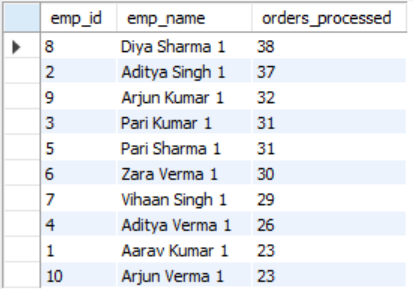 emp_id emp_name orders_processed
8 Diya Sharma 1 38
2 Aditya Singh 1 37
9 Arjun Kumar 1 32
3 Pari Kumar 1 31
5 Pari Sharma 1 31
6 Zara Verma 1 30
7 Vihaan Singh 1 29
4 Aditya Verma 1 26
1 Aarav Kumar 1 23
10 Arjun Verma 1 23